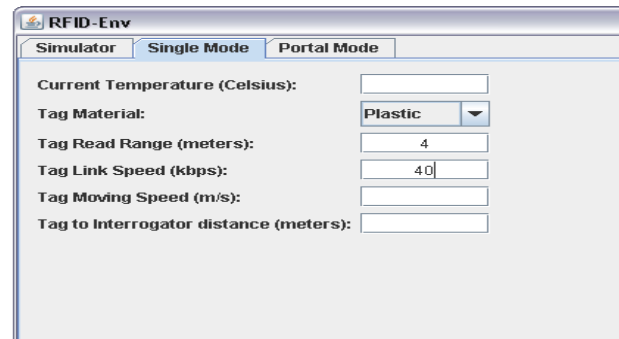 RFID-Env
Simulator Single Mode Portal Mode
Current Temperature (Celsius):
Tag Material: Plastic
Tag Read Range (meters): 4
Tag Link Speed (kbps): 40
Tag Moving Speed (m/s):
Tag to Interrogator distance (meters):